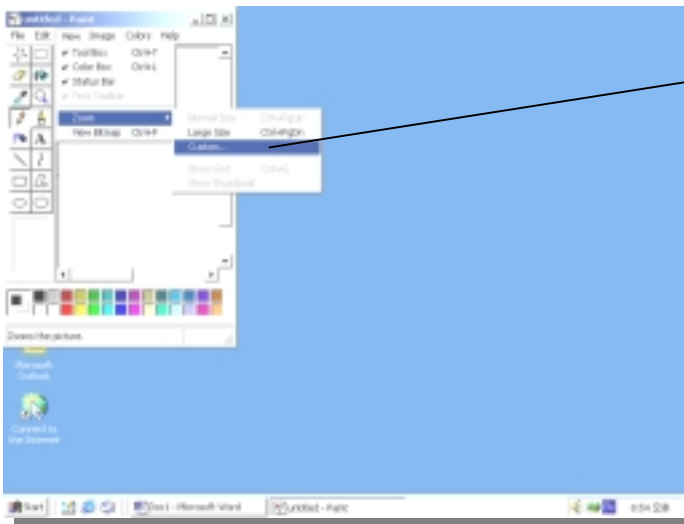 untitled - Paint
File Edit View Image Colors Help
Tool Box Ctrl+T
Color Box Ctrl+L
Status Bar
Text Toolbar
Zoom
View Bitmap Ctrl+F
Normal Size Ctrl+PgUp
Large Size Ctrl+PgDn
Custom...
Show Grid Ctrl+G
Show Thumbnail
Zooms the picture.
Microsoft
Outlook
Connect to
the Internet
Start
Doc1 - Microsoft Word
untitled - Paint